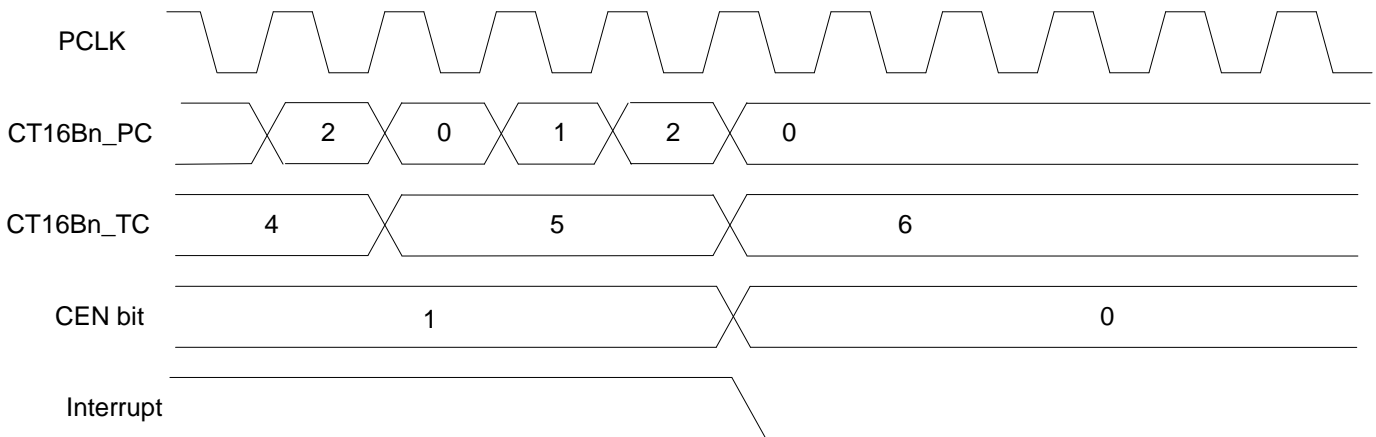 PCLK
CT16Bn_PC 2 0 1 2 0
CT16Bn_TC 4 5 6
CEN bit 1 0
Interrupt